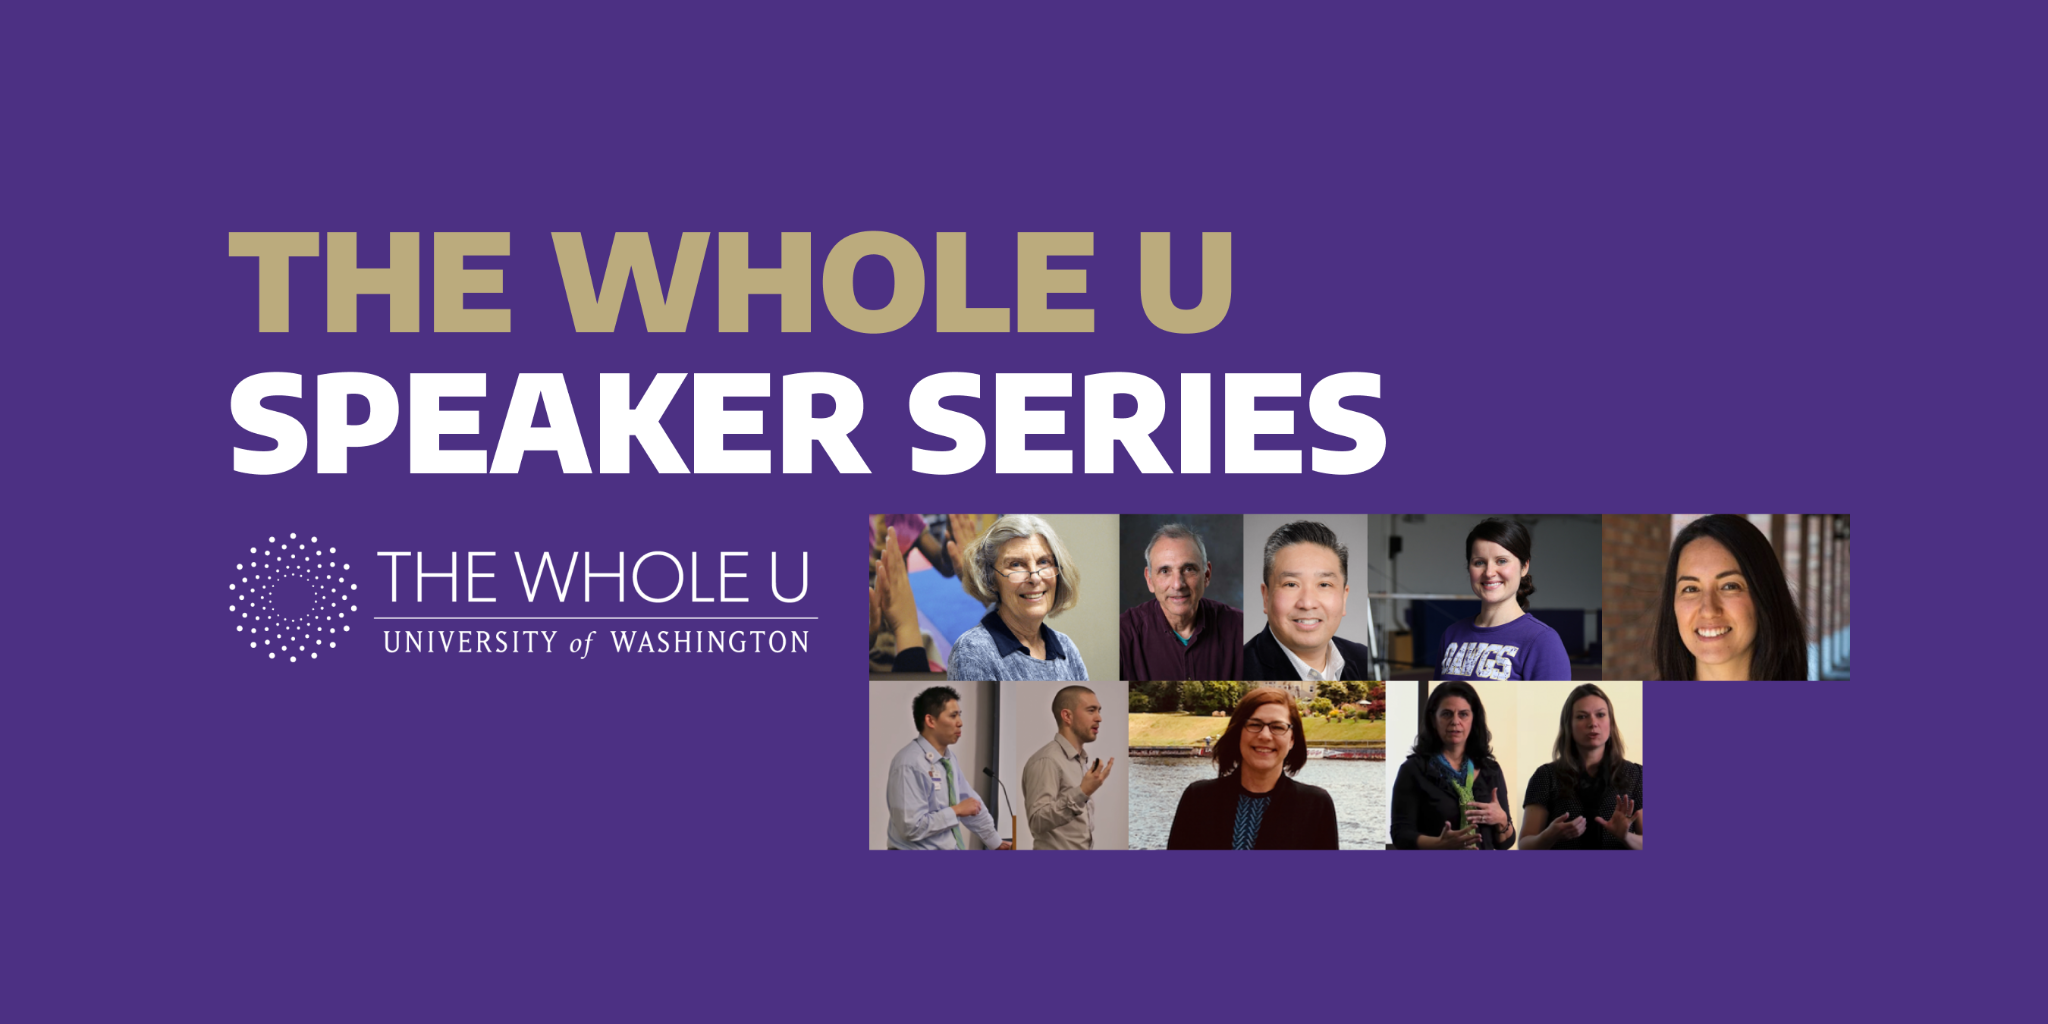 THE WHOLE U
SPEAKER SERIES
THE WHOLE U
UNIVERSITY of WASHINGTON
DAWGS